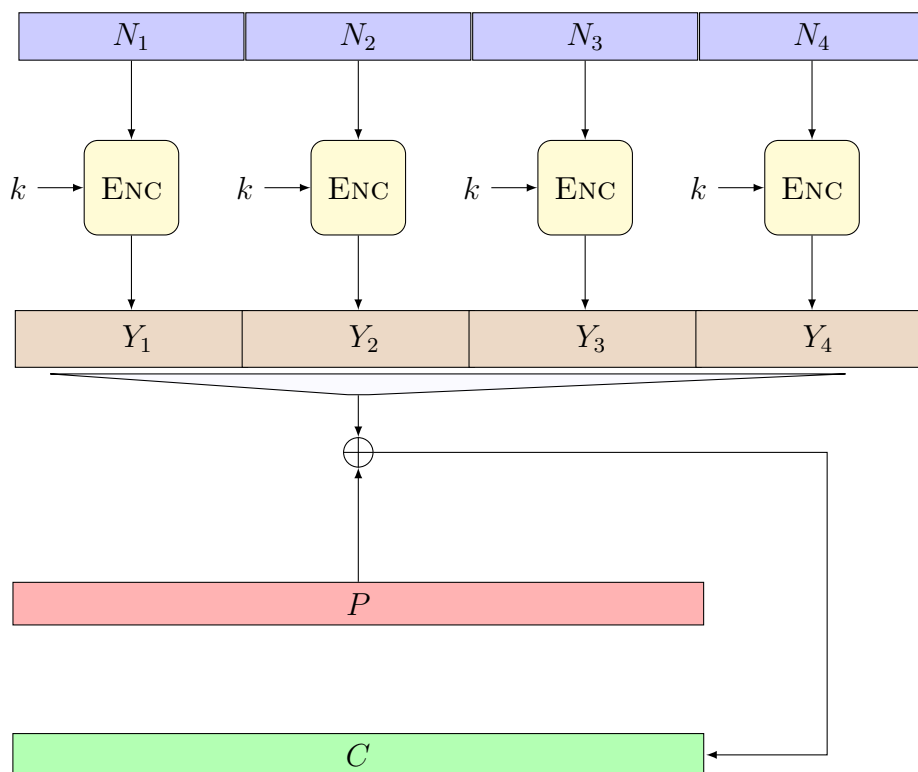 N₁ N₂ N₃ N₄
k ENC k ENC k ENC k ENC
Y₁ Y₂ Y₃ Y₄
P
C